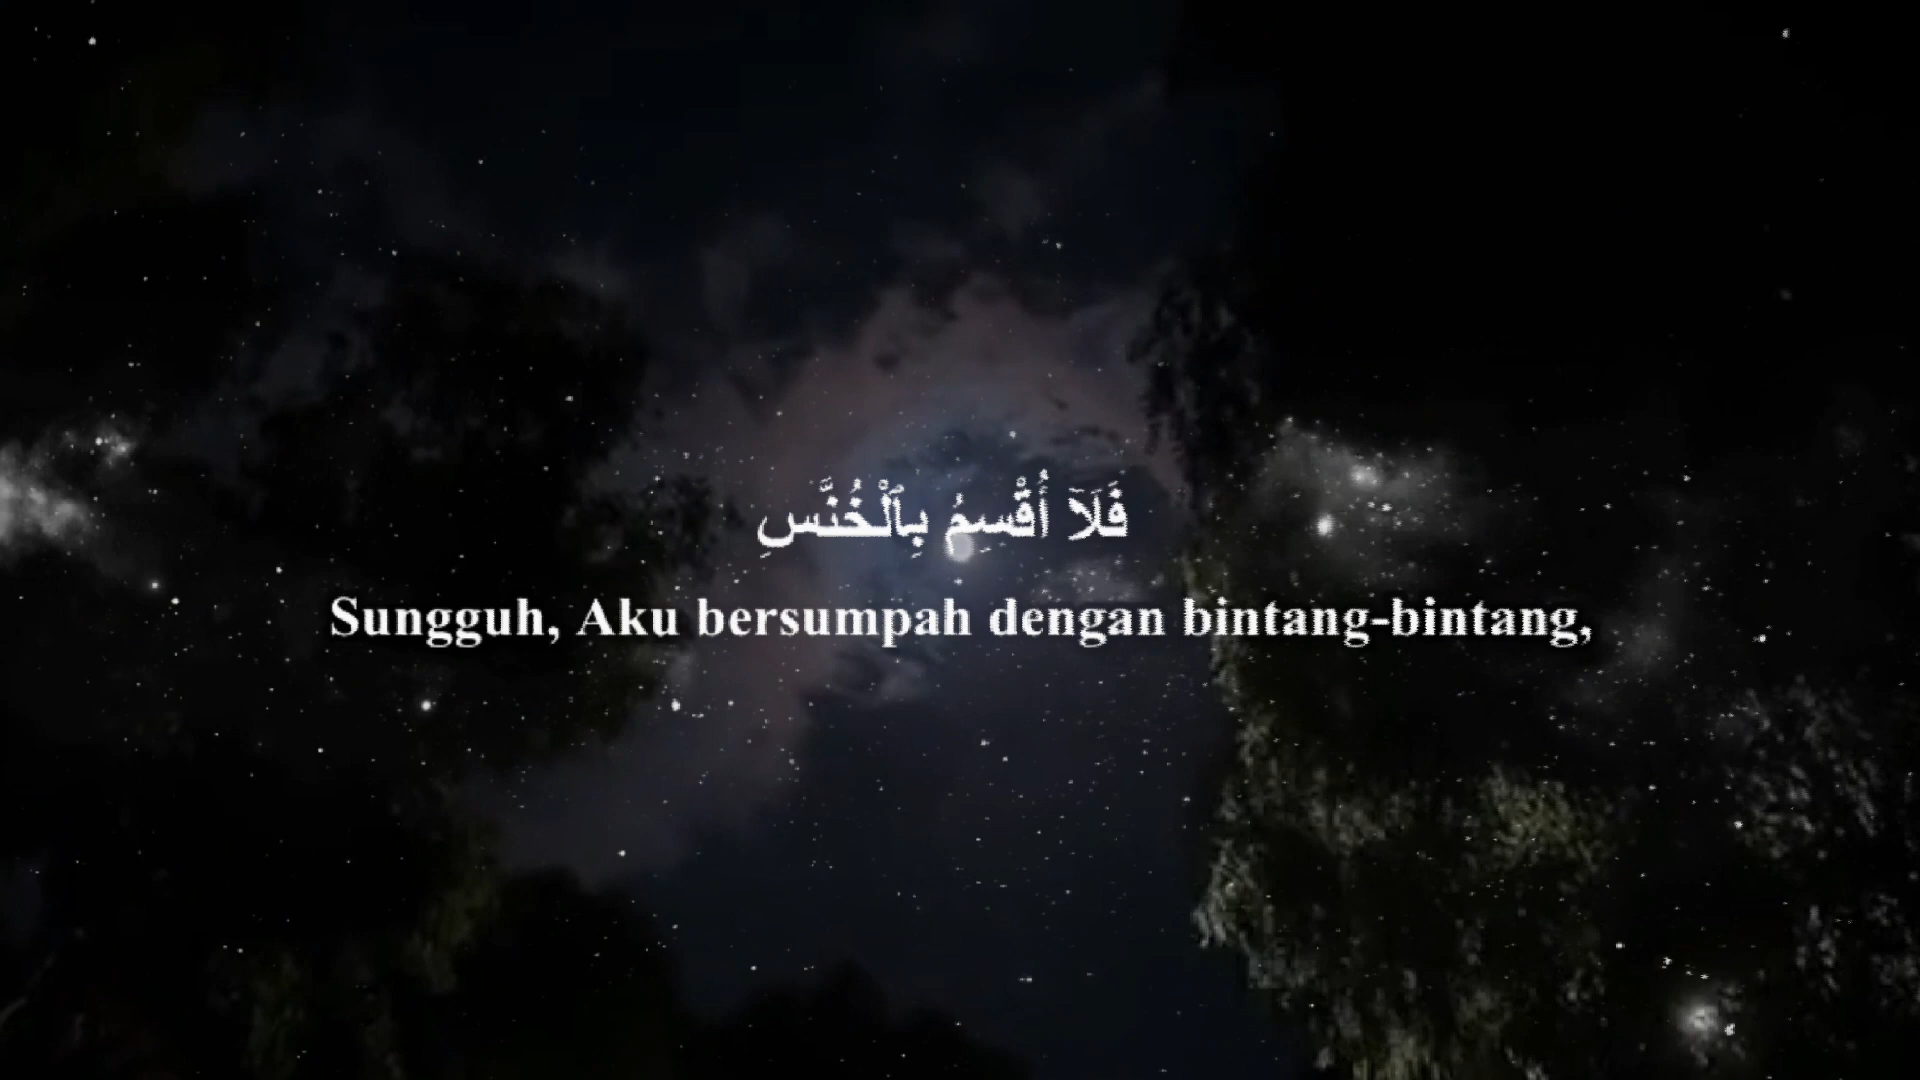 فَلَآ أُقْسِمُ بِٱلْخُنَّسِ
Sungguh, Aku bersumpah dengan bintang-bintang,